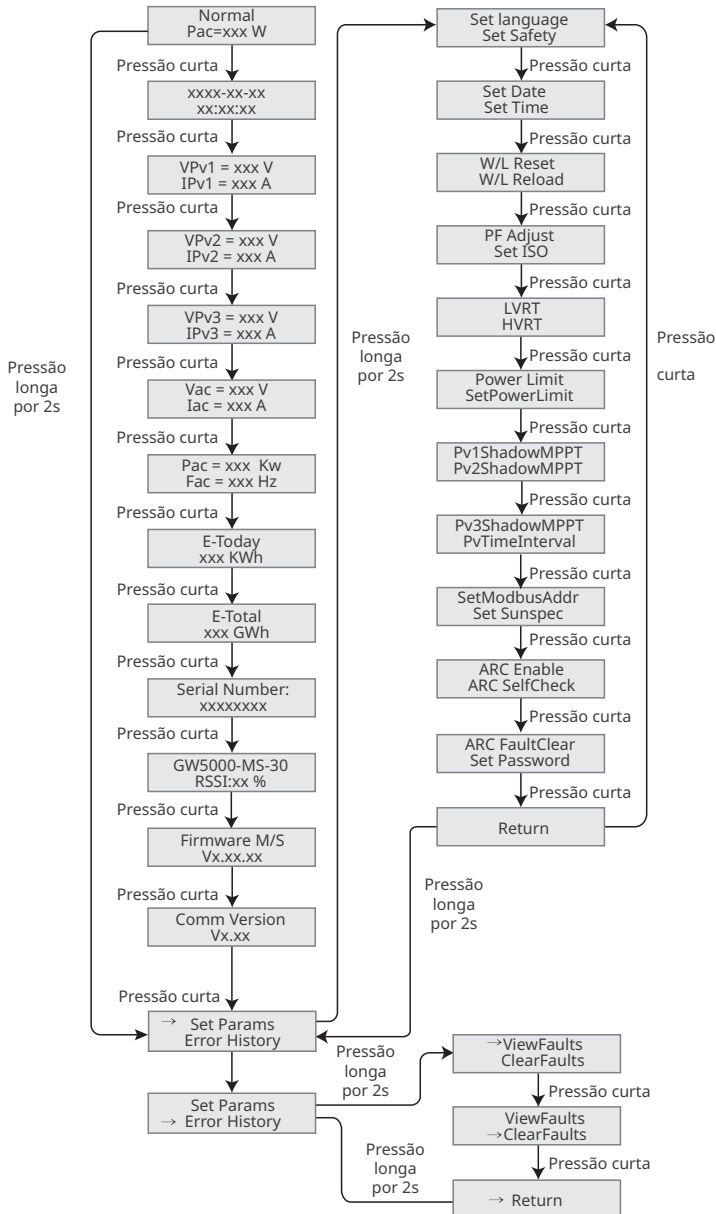 Normal
Pac=xxx W
Pressão curta
xxxx-xx-xx
xx:xx:xx
Pressão curta
VPv1 = xxx V
IPv1 = xxx A
Pressão curta
VPv2 = xxx V
IPv2 = xxx A
Pressão curta
VPv3 = xxx V
IPv3 = xxx A
Pressão curta
Vac = xxx V
Iac = xxx A
Pressão curta
Pac = xxx Kw
Fac = xxx Hz
Pressão curta
E-Today
xxx KWh
Pressão curta
E-Total
xxx GWh
Pressão curta
Serial Number:
xxxxxxxx
Pressão curta
GW5000-MS-30
RSSI:xx %
Pressão curta
Firmware M/S
Vx.xx.xx
Pressão curta
Comm Version
Vx.xx
Pressão curta
→ Set Params
Error History
Set Params
→ Error History
Pressão
longa
por 2s
Pressão
longa
por 2s
Set language
Set Safety
Pressão curta
Set Date
Set Time
Pressão curta
W/L Reset
W/L Reload
Pressão curta
PF Adjust
Set ISO
Pressão curta
LVRT
HVRT
Pressão curta
Power Limit
SetPowerLimit
Pressão curta
Pv1ShadowMPPT
Pv2ShadowMPPT
Pressão curta
Pv3ShadowMPPT
PvTimeInterval
Pressão curta
SetModbusAddr
Set Sunspec
Pressão curta
ARC Enable
ARC SelfCheck
Pressão curta
ARC FaultClear
Set Password
Pressão curta
Return
Pressão
curta
Pressão
longa
por 2s
Pressão
longa
por 2s
→ViewFaults
ClearFaults
Pressão curta
ViewFaults
→ClearFaults
Pressão curta
→ Return
Pressão
longa
por 2s